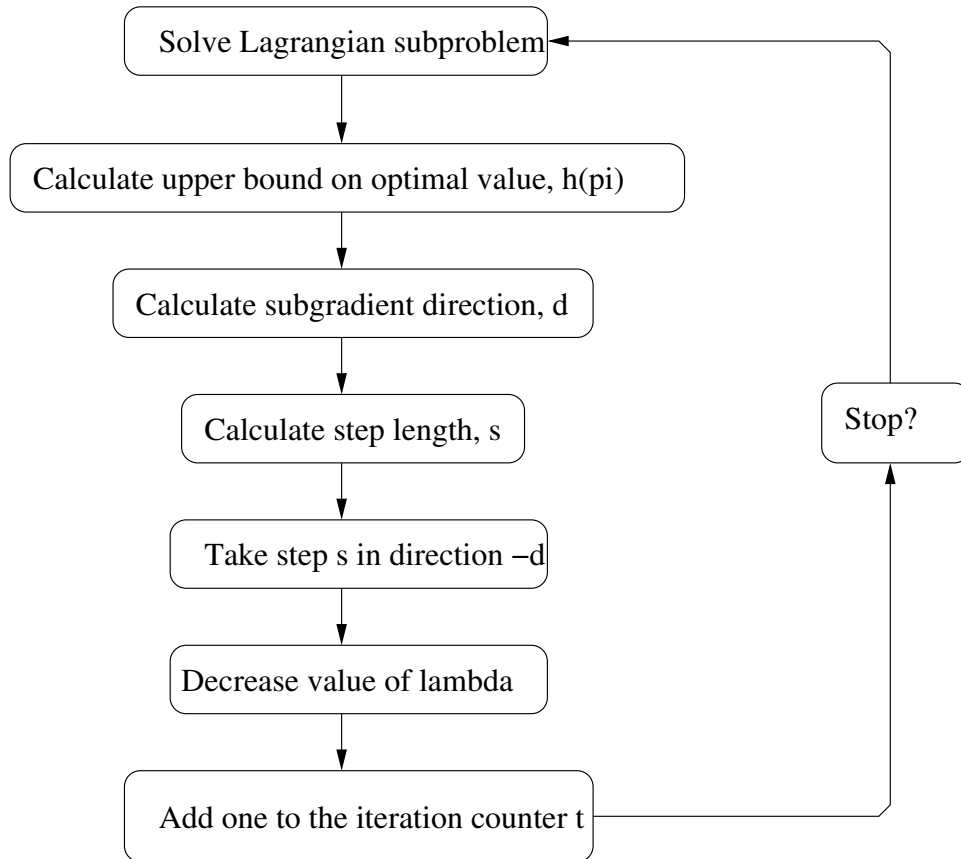 Solve Lagrangian subproblem
Calculate upper bound on optimal value, h(pi)
Calculate subgradient direction, d
Calculate step length, s
Stop?
Take step s in direction −d
Decrease value of lambda
Add one to the iteration counter t